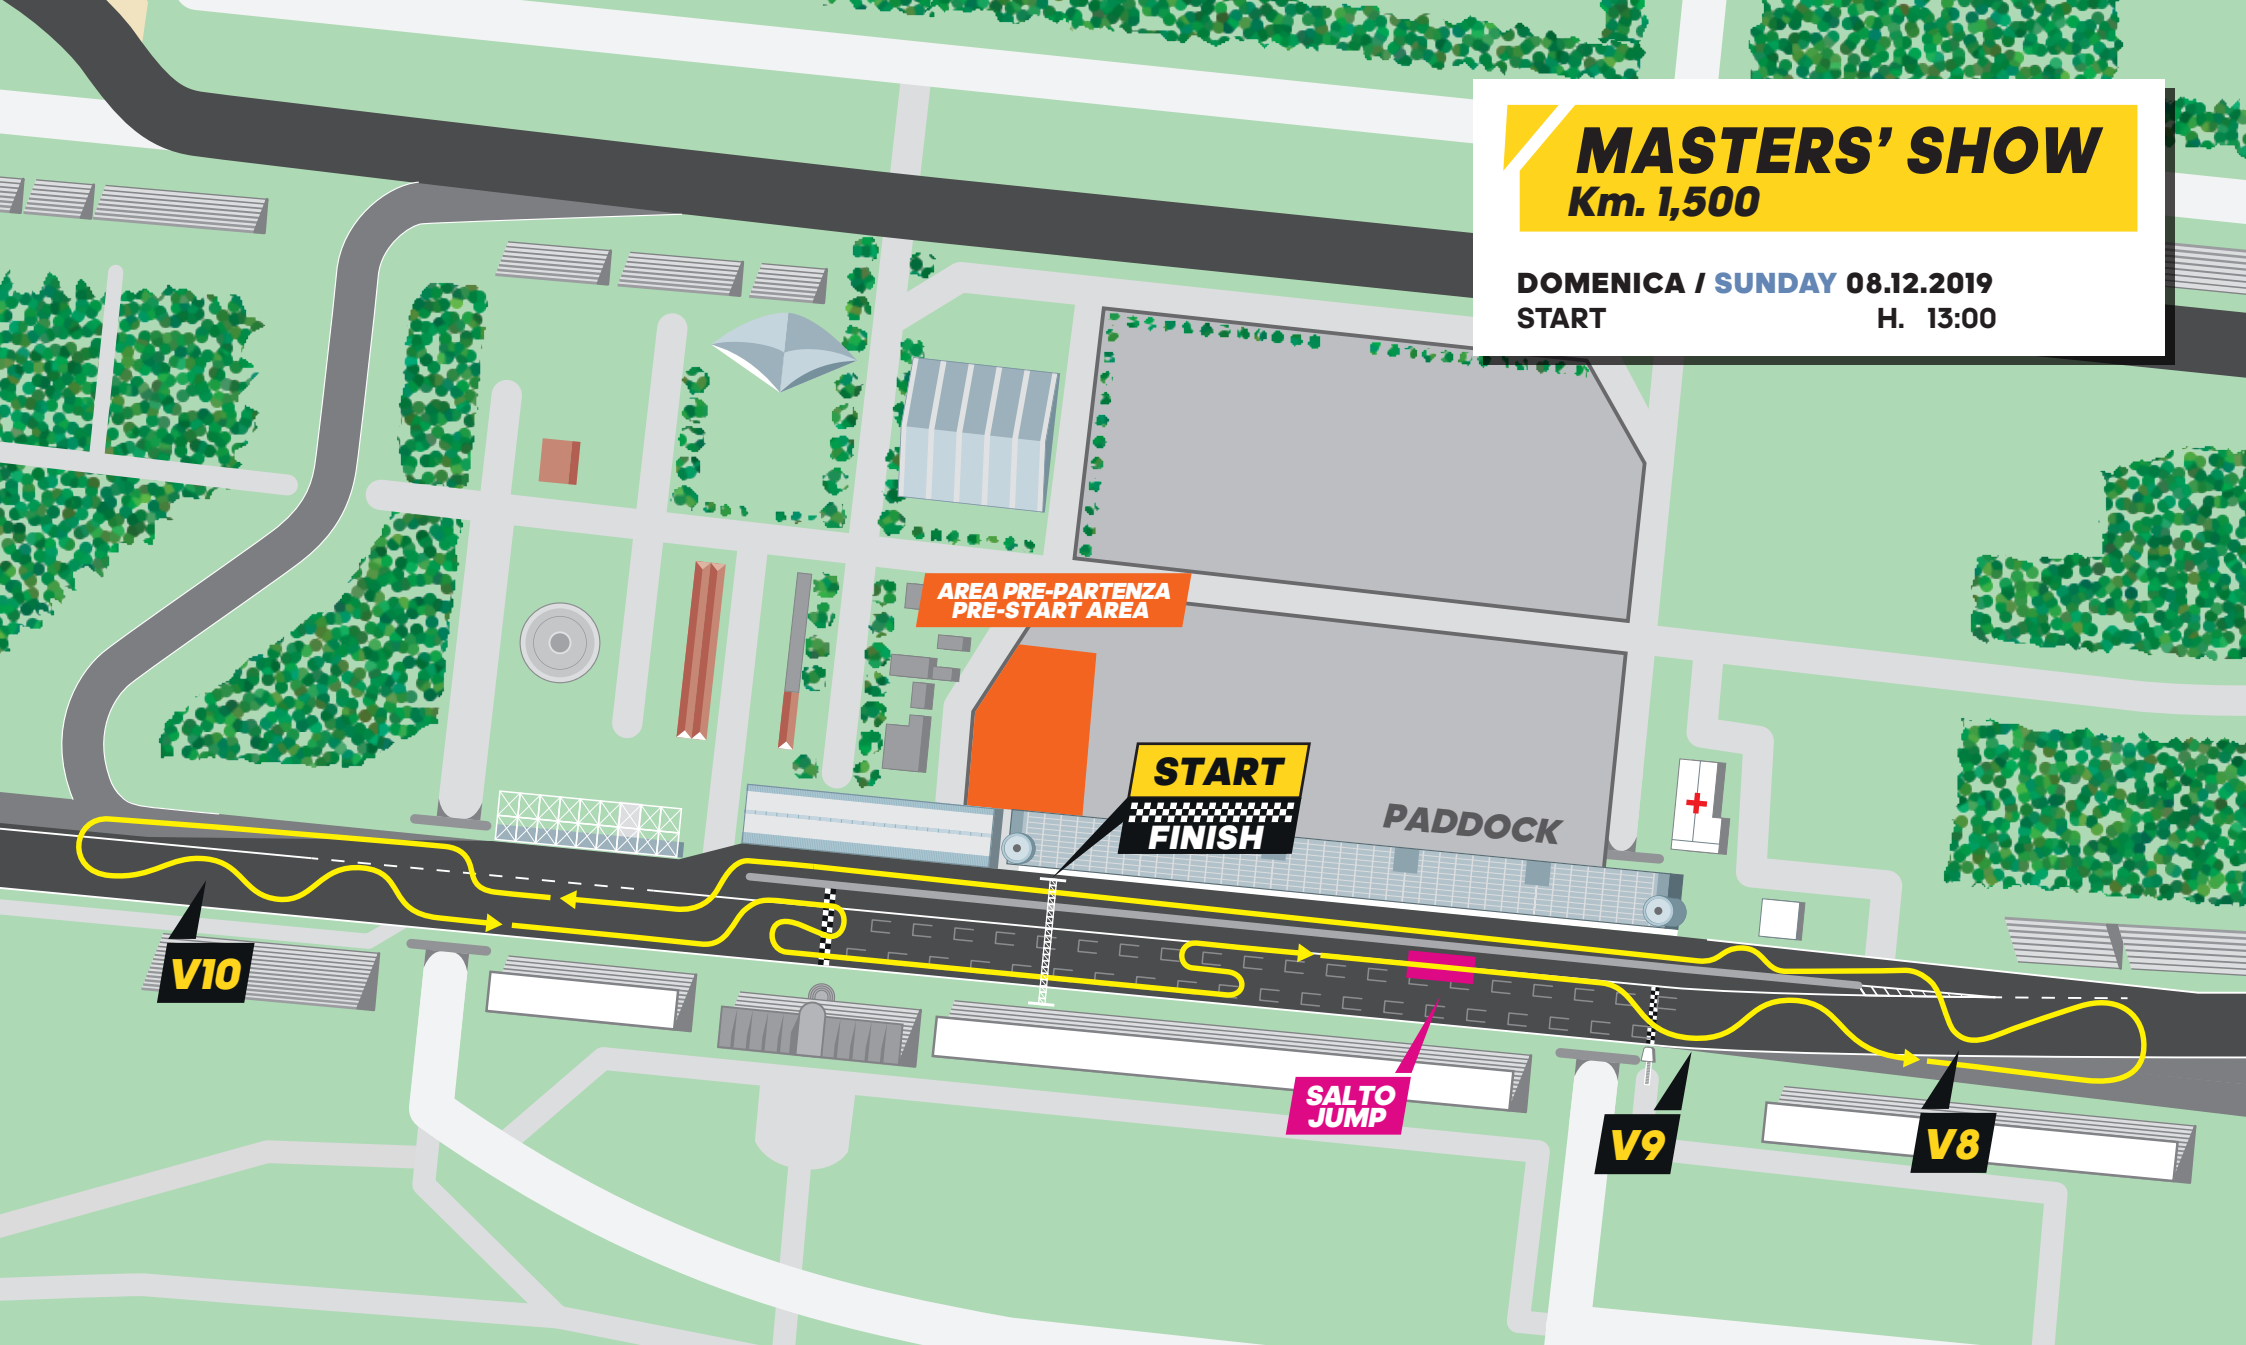 MASTERS' SHOW
Km. 1,500
DOMENICA / SUNDAY 08.12.2019
START H. 13:00
AREA PRE-PARTENZA
PRE-START AREA
START
FINISH
PADDOCK
V10
SALTO
JUMP
V9
V8